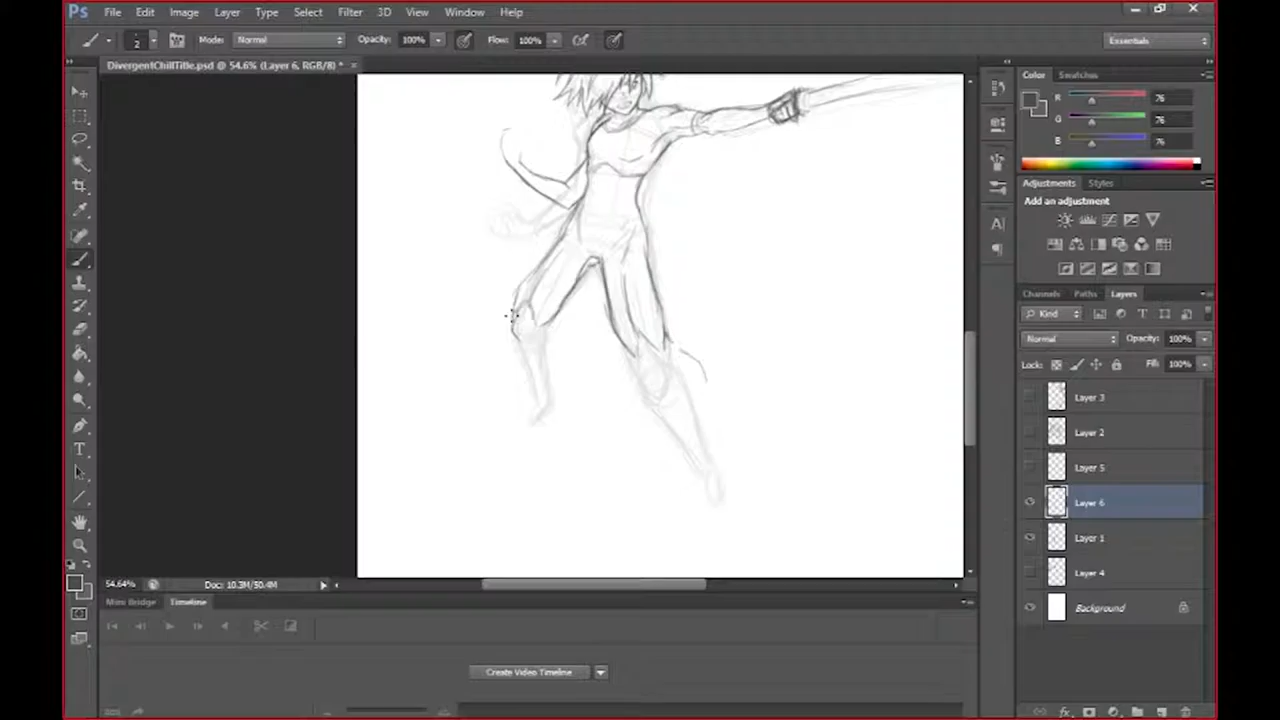 Ps File Edit Image Layer Type Select Filter 3D View Window Help
2 Mode: Normal Opacity: 100% Flow: 100% Essentials
DivergentChillTitle.psd @ 54.6% (Layer 6, RGB/8) *
Color Swatches
R 76
G 76
B 76
Adjustments Styles
Add an adjustment
Channels Paths Layers
Kind
Normal Opacity: 100%
Lock: Fill: 100%
Layer 3
Layer 2
Layer 5
Layer 6
Layer 1
Layer 4
Background
54.64% Doc: 10.3M/50.4M
Mini Bridge Timeline
Create Video Timeline